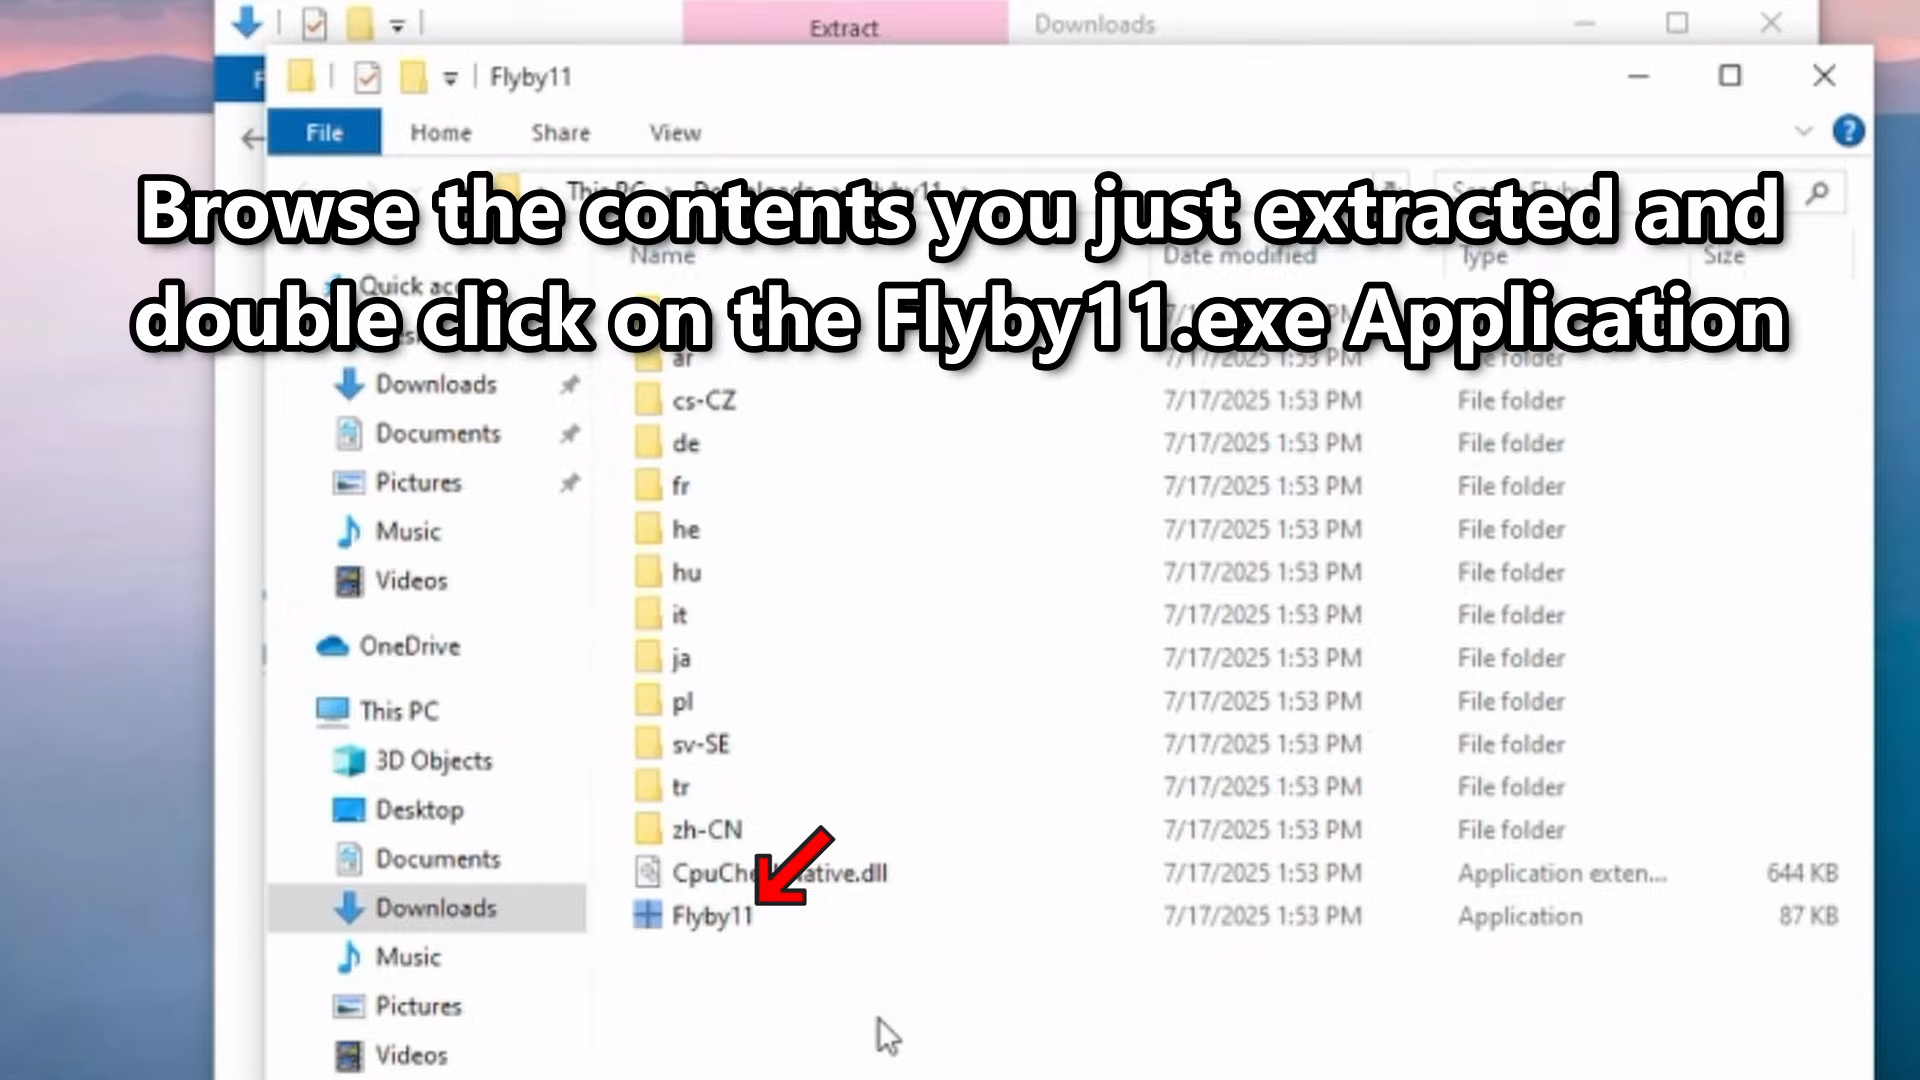 Extract
Downloads
Flyby11
File
Home
Share
View
Browse the contents you just extracted and
double click on the Flyby11.exe Application
Name
Date modified
Type
Size
Quick
Downloads
Documents
Pictures
Music
Videos
OneDrive
This PC
3D Objects
Desktop
Documents
Downloads
Music
Pictures
Videos
ar 7/17/2025 1:53 PM folder
cs-CZ 7/17/2025 1:53 PM File folder
de 7/17/2025 1:53 PM File folder
fr 7/17/2025 1:53 PM File folder
he 7/17/2025 1:53 PM File folder
hu 7/17/2025 1:53 PM File folder
it 7/17/2025 1:53 PM File folder
ja 7/17/2025 1:53 PM File folder
pl 7/17/2025 1:53 PM File folder
sv-SE 7/17/2025 1:53 PM File folder
tr 7/17/2025 1:53 PM File folder
zh-CN 7/17/2025 1:53 PM File folder
7/17/2025 1:53 PM Application exten... 644 KB
Flyby11 7/17/2025 1:53 PM Application 87 KB